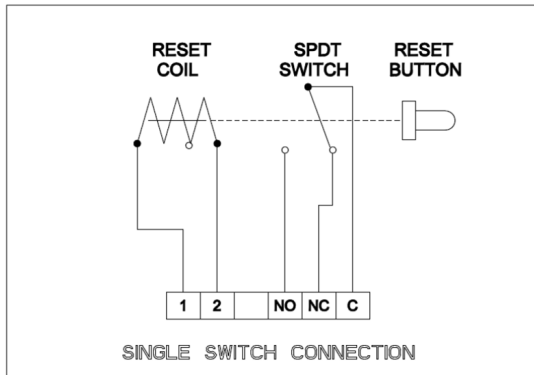 RESET
COIL
SPDT
SWITCH
RESET
BUTTON
1 2 NO NC C
SINGLE SWITCH CONNECTION